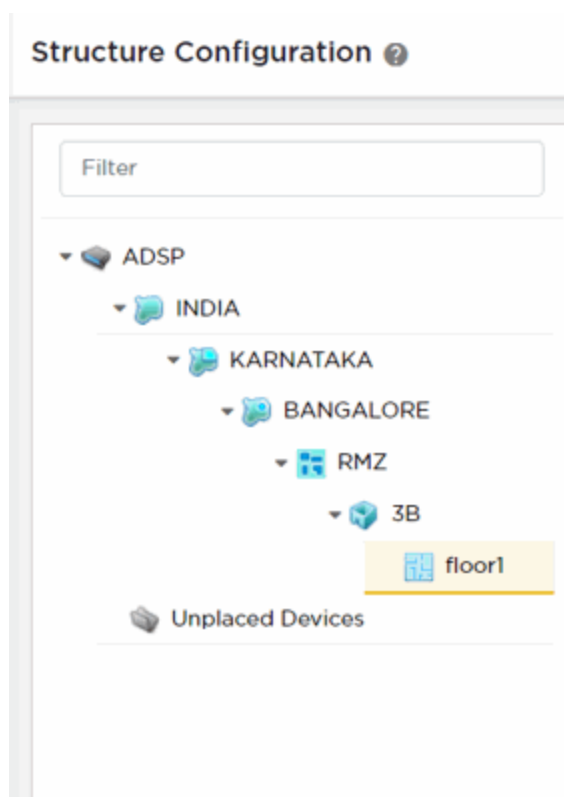 Structure Configuration ?
Filter
ADSP
INDIA
KARNATAKA
BANGALORE
RMZ
3B
floor1
Unplaced Devices